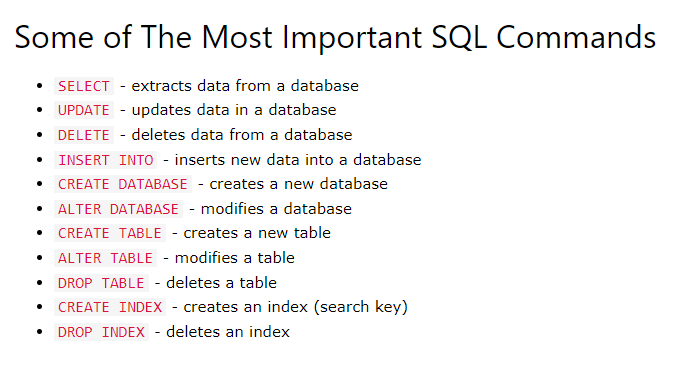 Some of The Most Important SQL Commands
SELECT - extracts data from a database
UPDATE - updates data in a database
DELETE - deletes data from a database
INSERT INTO - inserts new data into a database
CREATE DATABASE - creates a new database
ALTER DATABASE - modifies a database
CREATE TABLE - creates a new table
ALTER TABLE - modifies a table
DROP TABLE - deletes a table
CREATE INDEX - creates an index (search key)
DROP INDEX - deletes an index